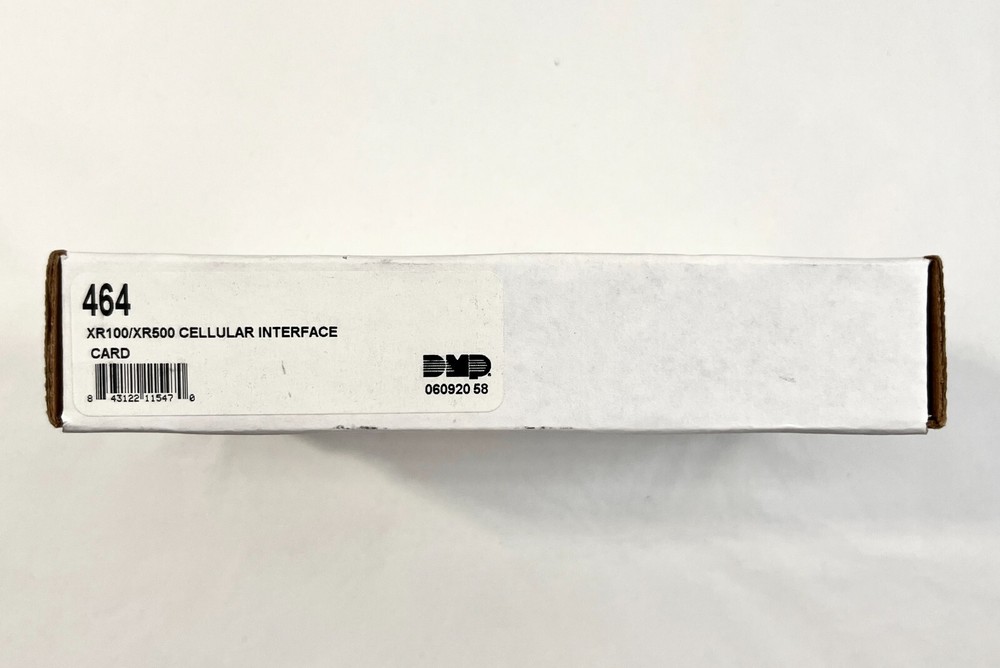 464
XR100/XR500 CELLULAR INTERFACE
CARD
8 43122 11547 0
DMP
060920 58